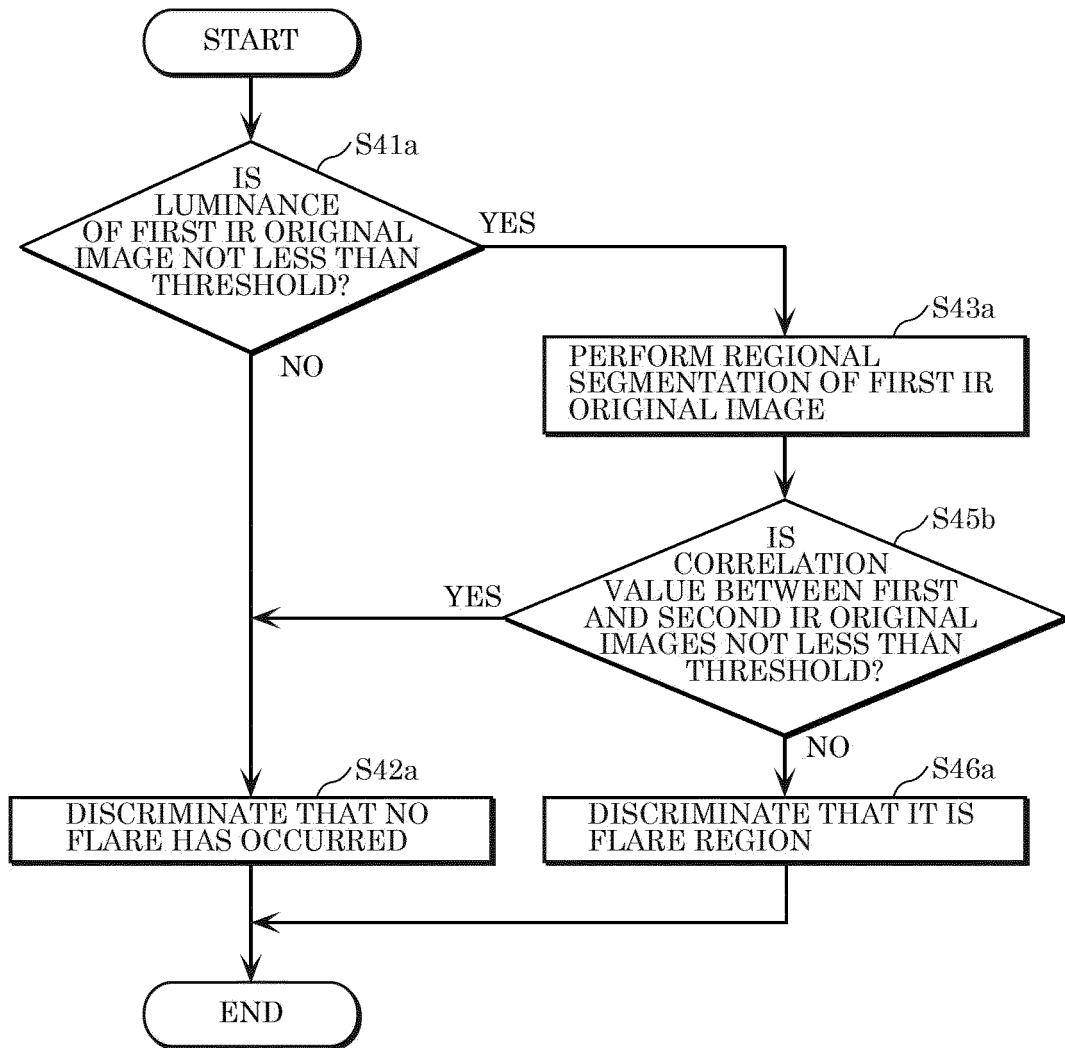 START
S41a
IS
LUMINANCE
OF FIRST IR ORIGINAL
IMAGE NOT LESS THAN
THRESHOLD?
YES
NO
S43a
PERFORM REGIONAL
SEGMENTATION OF FIRST IR
ORIGINAL IMAGE
S45b
IS
CORRELATION
VALUE BETWEEN FIRST
AND SECOND IR ORIGINAL
IMAGES NOT LESS THAN
THRESHOLD?
YES
NO
S42a
DISCRIMINATE THAT NO
FLARE HAS OCCURRED
S46a
DISCRIMINATE THAT IT IS
FLARE REGION
END